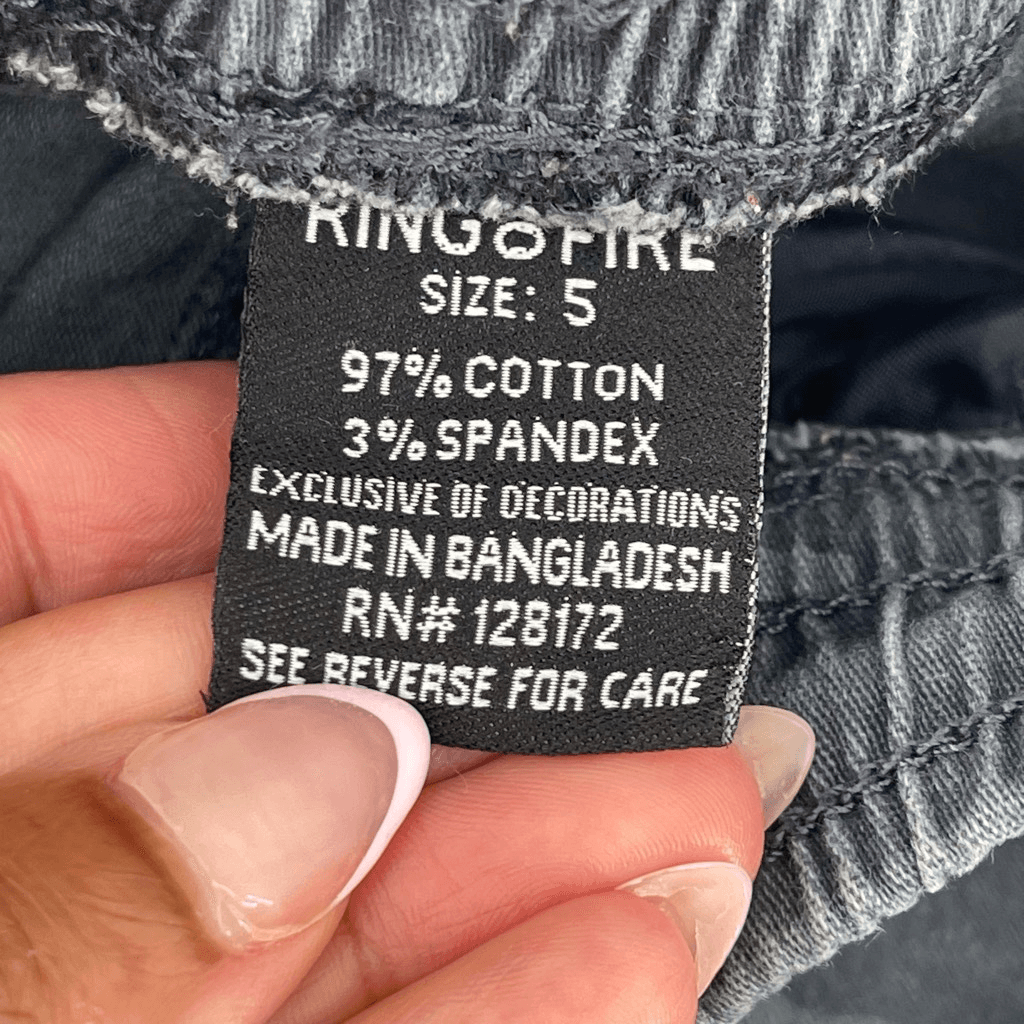 RING OF FIRE
SIZE: 5
97% COTTON
3% SPANDEX
EXCLUSIVE OF DECORATIONS
MADE IN BANGLADESH
RN# 128172
SEE REVERSE FOR CARE